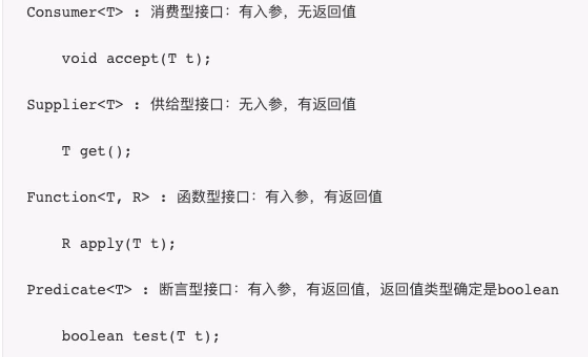 Consumer<T> : 消费型接口：有入参，无返回值
void accept(T t);
Supplier<T> : 供给型接口：无入参，有返回值
T get();
Function<T, R> : 函数型接口：有入参，有返回值
R apply(T t);
Predicate<T> : 断言型接口：有入参，有返回值，返回值类型确定是boolean
boolean test(T t);